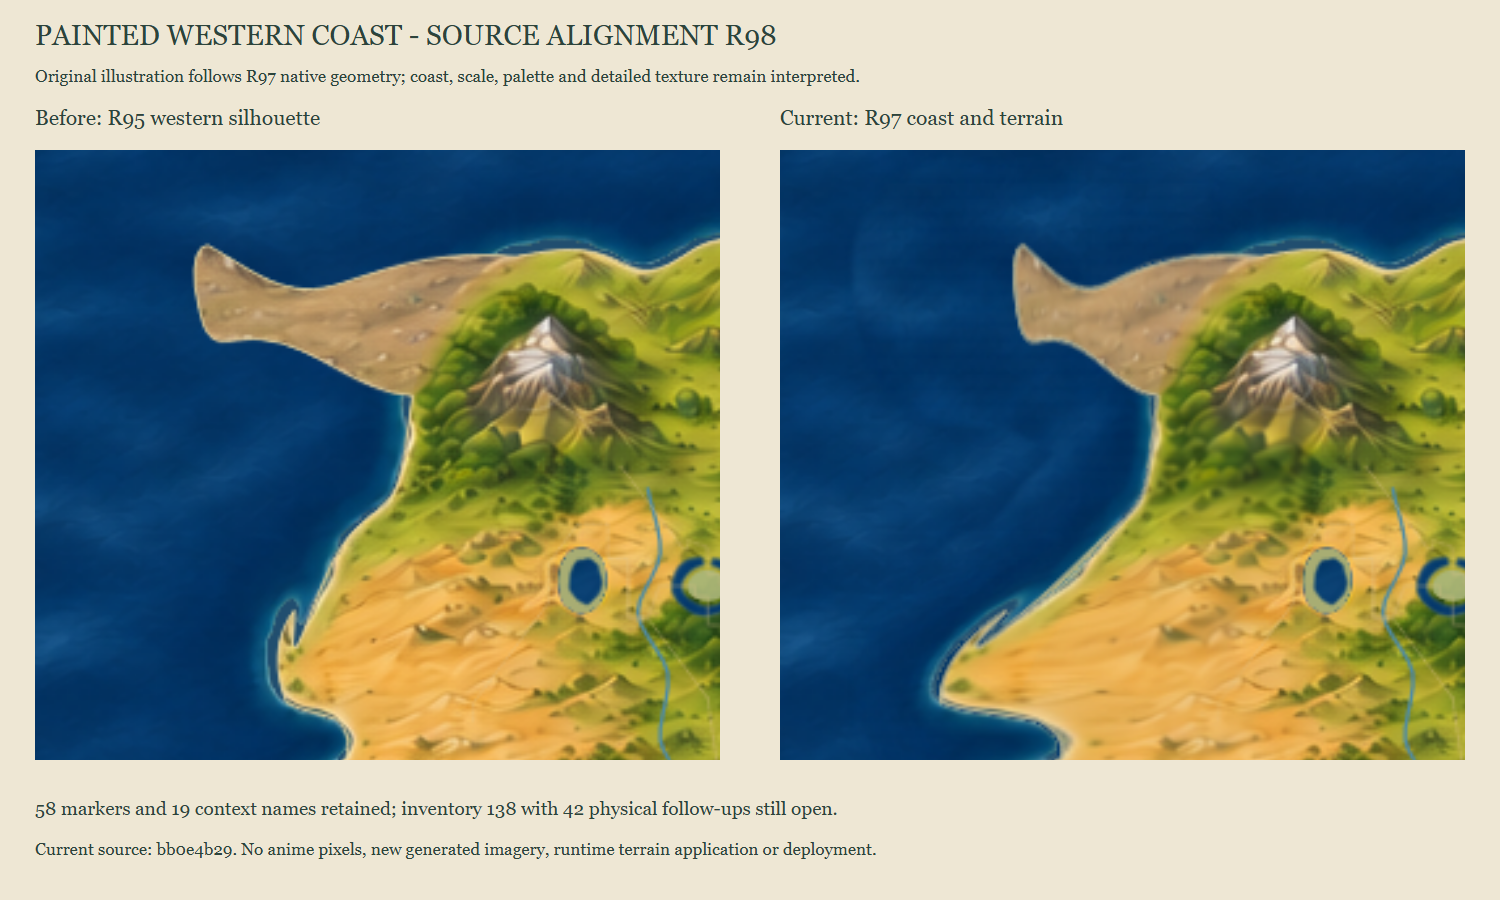 PAINTED WESTERN COAST - SOURCE ALIGNMENT R98
Original illustration follows R97 native geometry; coast, scale, palette and detailed texture remain interpreted.
Before: R95 western silhouette
Current: R97 coast and terrain
58 markers and 19 context names retained; inventory 138 with 42 physical follow-ups still open.
Current source: bb0e4b29. No anime pixels, new generated imagery, runtime terrain application or deployment.